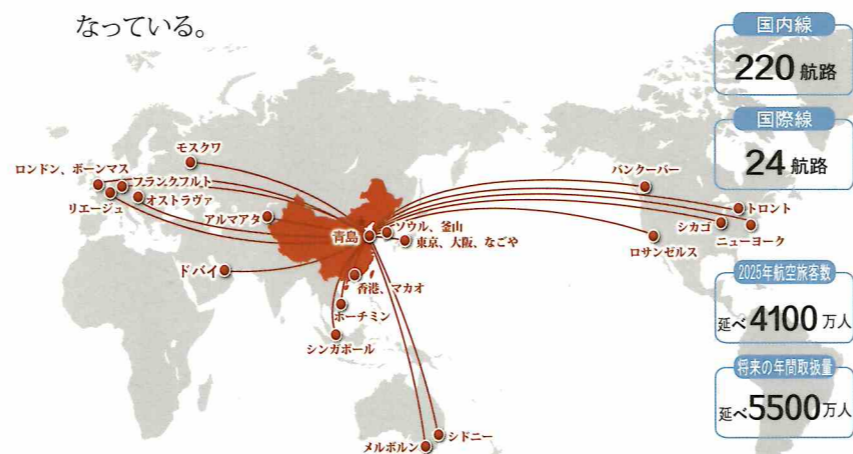 なっている。
国内線
220 航路
国際線
24 航路
モスクワ
ロンドン、ボーンマス
フランクフルト
オストラヴァ
リエージュ
アルマアタ
青島
ソウル、釜山
東京、大阪、なごや
ドバイ
香港、マカオ
ホーチミン
シンガポール
メルボルン
シドニー
バンクーバー
トロント
シカゴ
ニューヨーク
ロサンゼルス
2025年航空旅客数
延べ4100万人
将来の年間取扱量
延べ5500万人